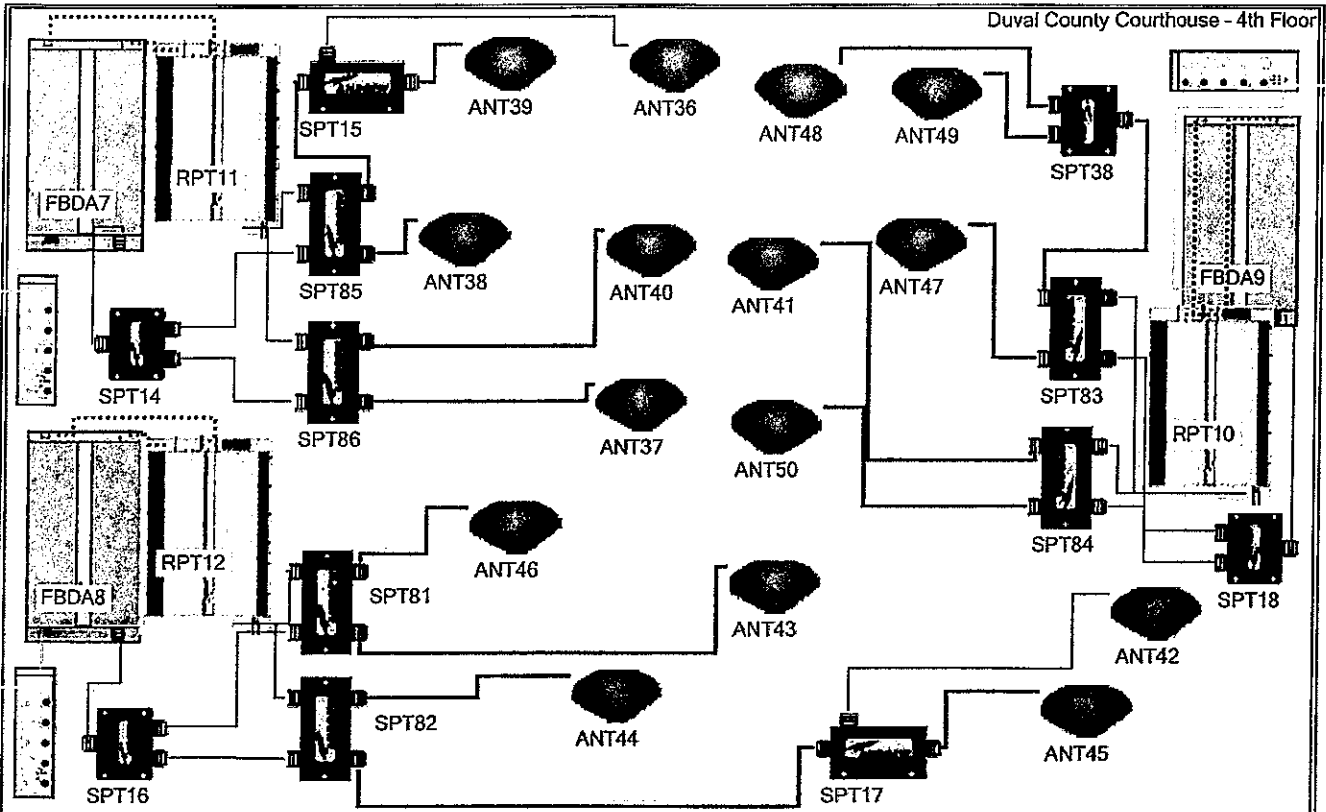 Duval County Courthouse - 4th Floor
ANT39
ANT36
ANT48
ANT49
SPT15
SPT38
RPT11
FBDA7
ANT38
ANT40
ANT41
ANT47
FBDA9
SPT85
SPT14
SPT83
SPT86
ANT37
ANT50
RPT10
SPT84
ANT46
RPT12
FBDA8
SPT81
ANT43
SPT18
ANT42
SPT82
ANT44
ANT45
SPT16
SPT17